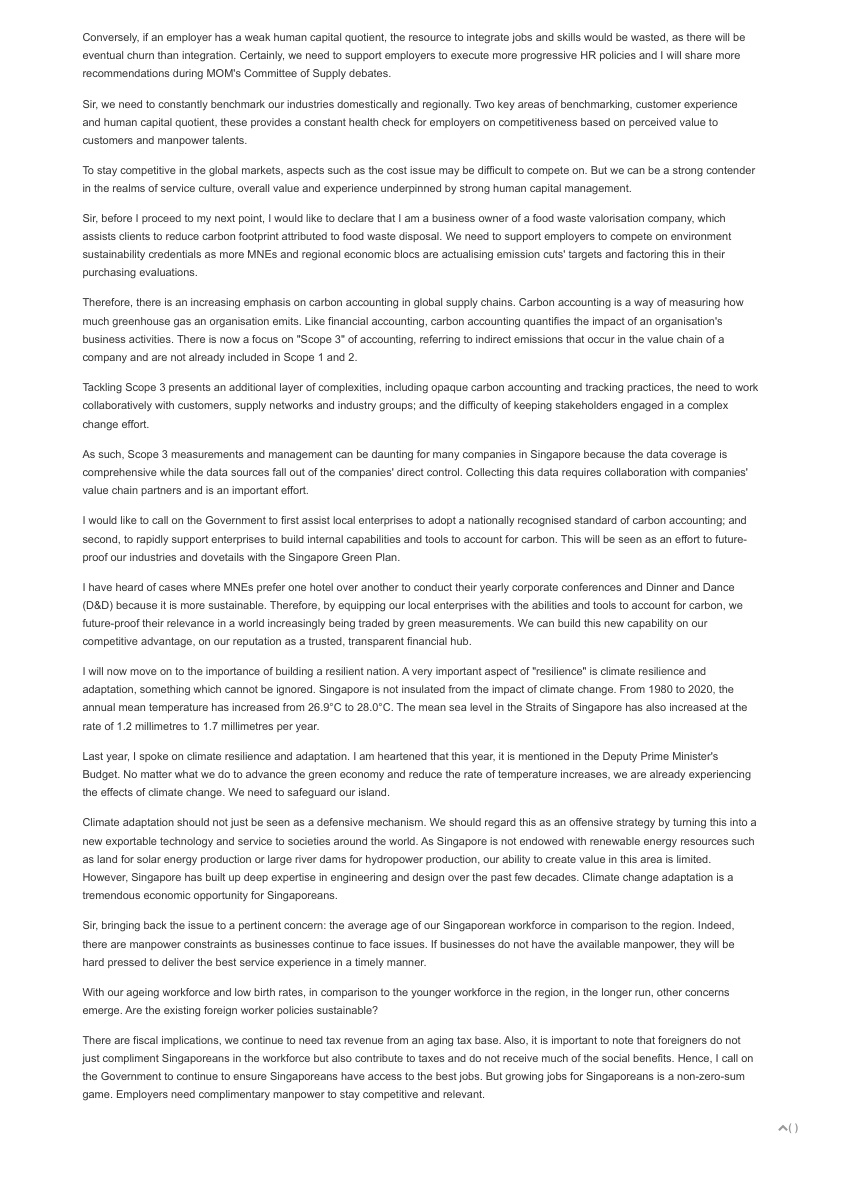 Conversely, if an employer has a weak human capital quotient, the resource to integrate jobs and skills would be wasted, as there will be
eventual churn than integration. Certainly, we need to support employers to execute more progressive HR policies and I will share more
recommendations during MOM's Committee of Supply debates.
Sir, we need to constantly benchmark our industries domestically and regionally. Two key areas of benchmarking, customer experience
and human capital quotient, these provides a constant health check for employers on competitiveness based on perceived value to
customers and manpower talents.
To stay competitive in the global markets, aspects such as the cost issue may be difficult to compete on. But we can be a strong contender
in the realms of service culture, overall value and experience underpinned by strong human capital management.
Sir, before I proceed to my next point, I would like to declare that I am a business owner of a food waste valorisation company, which
assists clients to reduce carbon footprint attributed to food waste disposal. We need to support employers to compete on environment
sustainability credentials as more MNEs and regional economic blocs are actualising emission cuts' targets and factoring this in their
purchasing evaluations.
Therefore, there is an increasing emphasis on carbon accounting in global supply chains. Carbon accounting is a way of measuring how
much greenhouse gas an organisation emits. Like financial accounting, carbon accounting quantifies the impact of an organisation's
business activities. There is now a focus on "Scope 3" of accounting, referring to indirect emissions that occur in the value chain of a
company and are not already included in Scope 1 and 2.
Tackling Scope 3 presents an additional layer of complexities, including opaque carbon accounting and tracking practices, the need to work
collaboratively with customers, supply networks and industry groups; and the difficulty of keeping stakeholders engaged in a complex
change effort.
As such, Scope 3 measurements and management can be daunting for many companies in Singapore because the data coverage is
comprehensive while the data sources fall out of the companies' direct control. Collecting this data requires collaboration with companies'
value chain partners and is an important effort.
I would like to call on the Government to first assist local enterprises to adopt a nationally recognised standard of carbon accounting; and
second, to rapidly support enterprises to build internal capabilities and tools to account for carbon. This will be seen as an effort to future-
proof our industries and dovetails with the Singapore Green Plan.
I have heard of cases where MNEs prefer one hotel over another to conduct their yearly corporate conferences and Dinner and Dance
(D&D) because it is more sustainable. Therefore, by equipping our local enterprises with the abilities and tools to account for carbon, we
future-proof their relevance in a world increasingly being traded by green measurements. We can build this new capability on our
competitive advantage, on our reputation as a trusted, transparent financial hub.
I will now move on to the importance of building a resilient nation. A very important aspect of "resilience" is climate resilience and
adaptation, something which cannot be ignored. Singapore is not insulated from the impact of climate change. From 1980 to 2020, the
annual mean temperature has increased from 26.9°C to 28.0°C. The mean sea level in the Straits of Singapore has also increased at the
rate of 1.2 millimetres to 1.7 millimetres per year.
Last year, I spoke on climate resilience and adaptation. I am heartened that this year, it is mentioned in the Deputy Prime Minister's
Budget. No matter what we do to advance the green economy and reduce the rate of temperature increases, we are already experiencing
the effects of climate change. We need to safeguard our island.
Climate adaptation should not just be seen as a defensive mechanism. We should regard this as an offensive strategy by turning this into a
new exportable technology and service to societies around the world. As Singapore is not endowed with renewable energy resources such
as land for solar energy production or large river dams for hydropower production, our ability to create value in this area is limited.
However, Singapore has built up deep expertise in engineering and design over the past few decades. Climate change adaptation is a
tremendous economic opportunity for Singaporeans.
Sir, bringing back the issue to a pertinent concern: the average age of our Singaporean workforce in comparison to the region. Indeed,
there are manpower constraints as businesses continue to face issues. If businesses do not have the available manpower, they will be
hard pressed to deliver the best service experience in a timely manner.
With our ageing workforce and low birth rates, in comparison to the younger workforce in the region, in the longer run, other concerns
emerge. Are the existing foreign worker policies sustainable?
There are fiscal implications, we continue to need tax revenue from an aging tax base. Also, it is important to note that foreigners do not
just compliment Singaporeans in the workforce but also contribute to taxes and do not receive much of the social benefits. Hence, I call on
the Government to continue to ensure Singaporeans have access to the best jobs. But growing jobs for Singaporeans is a non-zero-sum
game. Employers need complimentary manpower to stay competitive and relevant.
( )